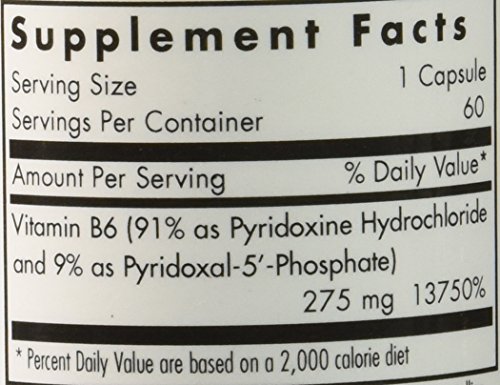 Supplement Facts
Serving Size 1 Capsule
Servings Per Container 60
Amount Per Serving % Daily Value*
Vitamin B6 (91% as Pyridoxine Hydrochloride
and 9% as Pyridoxal-5'-Phosphate)
275 mg 13750%
* Percent Daily Value are based on a 2,000 calorie diet